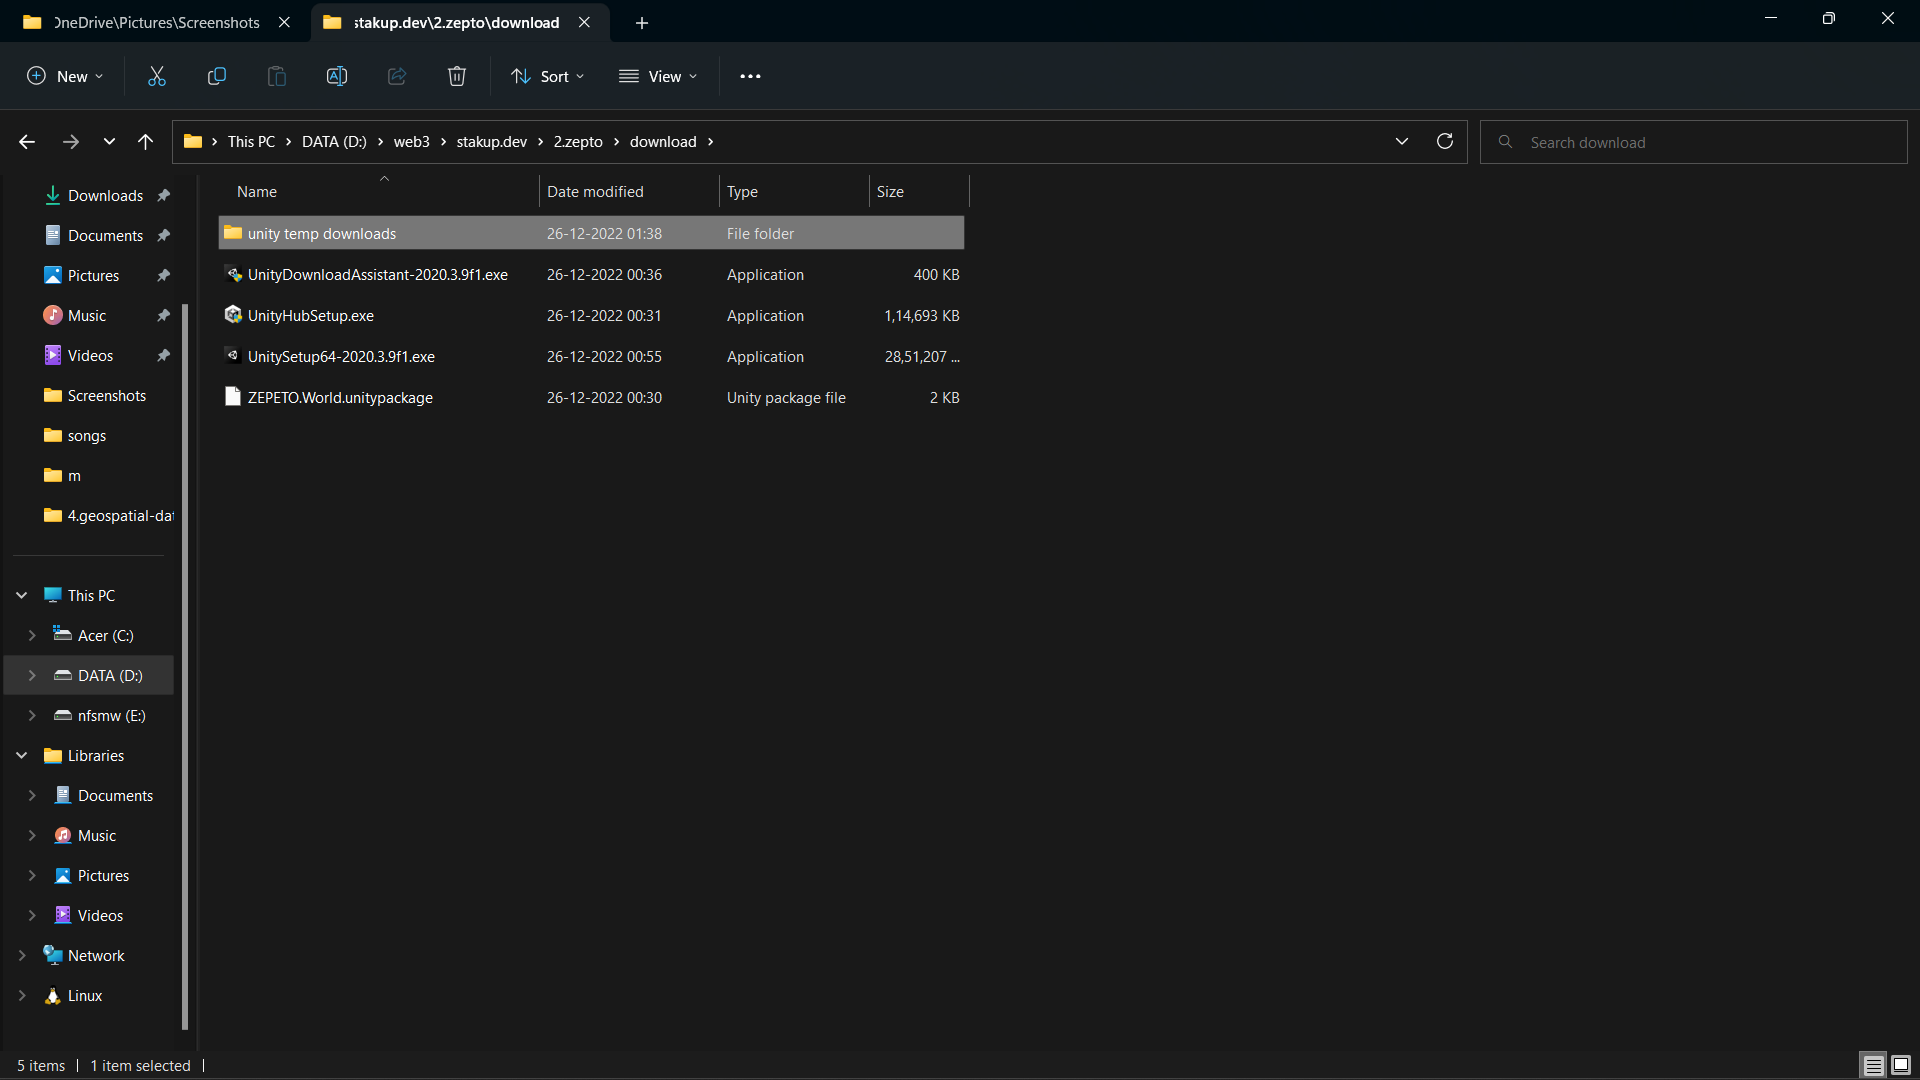 OneDrive\Pictures\Screenshots
stakup.dev\2.zepto\download
New
Sort
View
This PC > DATA (D:) > web3 > stakup.dev > 2.zepto > download >
Search download
Downloads
Documents
Pictures
Music
Videos
Screenshots
songs
m
4.geospatial-dat
This PC
Acer (C:)
DATA (D:)
nfsmw (E:)
Libraries
Documents
Music
Pictures
Videos
Network
Linux
Name Date modified Type Size
unity temp downloads 26-12-2022 01:38 File folder
UnityDownloadAssistant-2020.3.9f1.exe 26-12-2022 00:36 Application 400 KB
UnityHubSetup.exe 26-12-2022 00:31 Application 1,14,693 KB
UnitySetup64-2020.3.9f1.exe 26-12-2022 00:55 Application 28,51,207 ...
ZEPETO.World.unitypackage 26-12-2022 00:30 Unity package file 2 KB
5 items | 1 item selected |